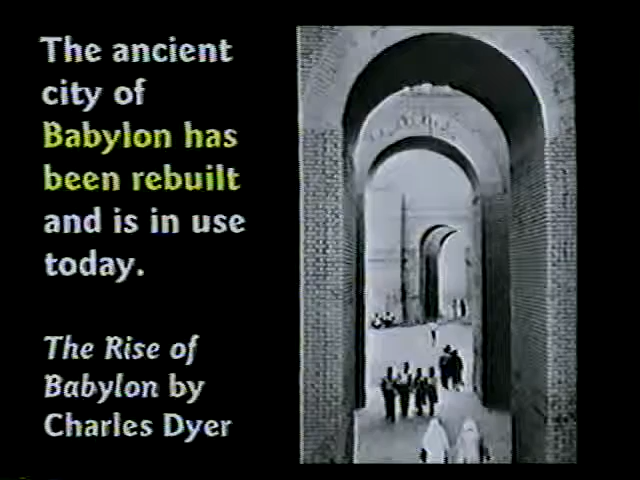 The ancient
city of
Babylon has
been rebuilt
and is in use
today.
The Rise of
Babylon by
Charles Dyer